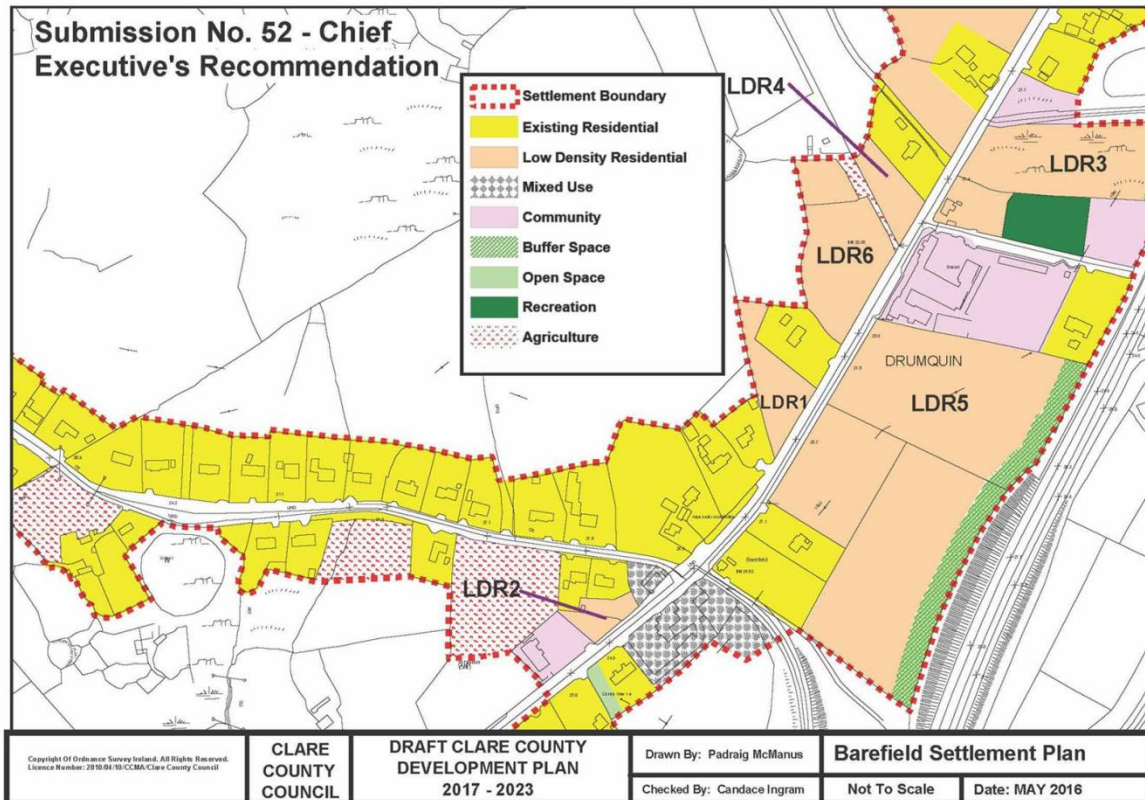 Submission No. 52 - Chief
Executive's Recommendation
Settlement Boundary
Existing Residential
Low Density Residential
Mixed Use
Community
Buffer Space
Open Space
Recreation
Agriculture
LDR4
LDR3
LDR6
DRUMQUIN
LDR5
LDR1
Barefield
LDR2
Copyright Of Ordnance Survey Ireland. All Rights Reserved.
Licence Number: 2010/04/10/CCMA/Clare County Council
CLARE
COUNTY
COUNCIL
DRAFT CLARE COUNTY
DEVELOPMENT PLAN
2017 - 2023
Drawn By: Padraig McManus
Checked By: Candace Ingram
Barefield Settlement Plan
Not To Scale
Date: MAY 2016